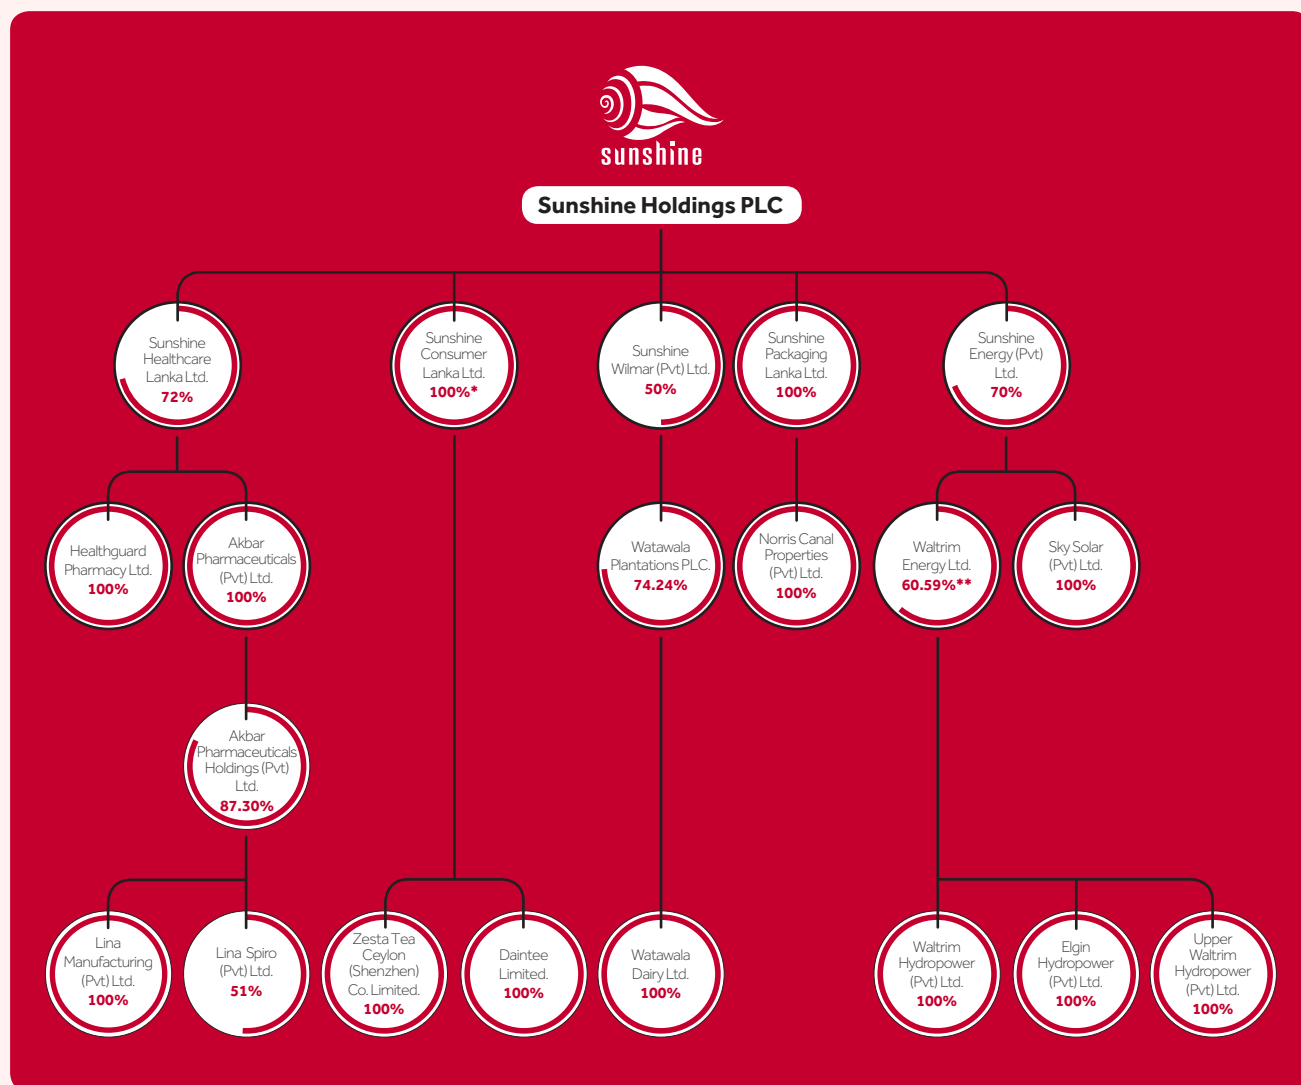 sunshine
Sunshine Holdings PLC
Sunshine
Healthcare
Lanka Ltd.
72%
Sunshine
Consumer
Lanka Ltd.
100%*
Sunshine
Wilmar (Pvt) Ltd.
50%
Sunshine
Packaging
Lanka Ltd.
100%
Sunshine
Energy (Pvt)
Ltd.
70%
Healthguard
Pharmacy Ltd.
100%
Akbar
Pharmaceuticals
(Pvt) Ltd.
100%
Watawala
Plantations PLC.
74.24%
Norris Canal
Properties
(Pvt) Ltd.
100%
Waltrim
Energy Ltd.
60.59%**
Sky Solar
(Pvt) Ltd.
100%
Akbar
Pharmaceuticals
Holdings (Pvt)
Ltd.
87.30%
Lina
Manufacturing
(Pvt) Ltd.
100%
Lina Spiro
(Pvt) Ltd.
51%
Zesta Tea
Ceylon
(Shenzhen)
Co. Limited.
100%
Daintee
Limited.
100%
Watawala
Dairy Ltd.
100%
Waltrim
Hydropower
(Pvt) Ltd.
100%
Elgin
Hydropower
(Pvt) Ltd.
100%
Upper
Waltrim
Hydropower
(Pvt) Ltd.
100%